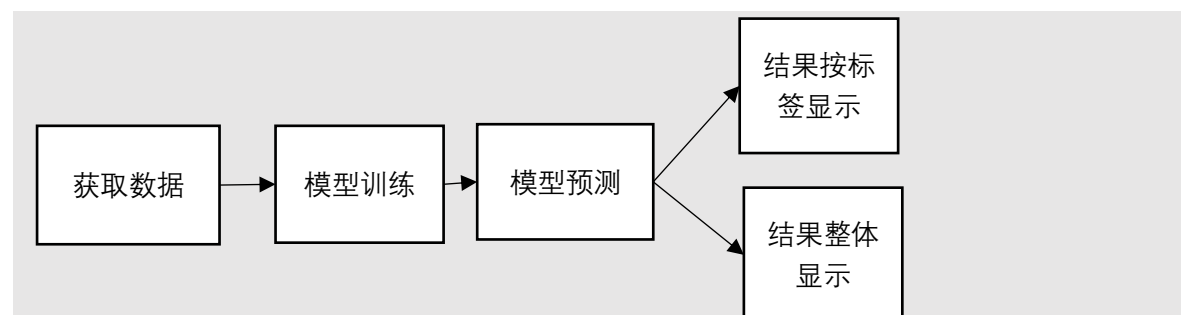 获取数据
模型训练
模型预测
结果按标
签显示
结果整体
显示